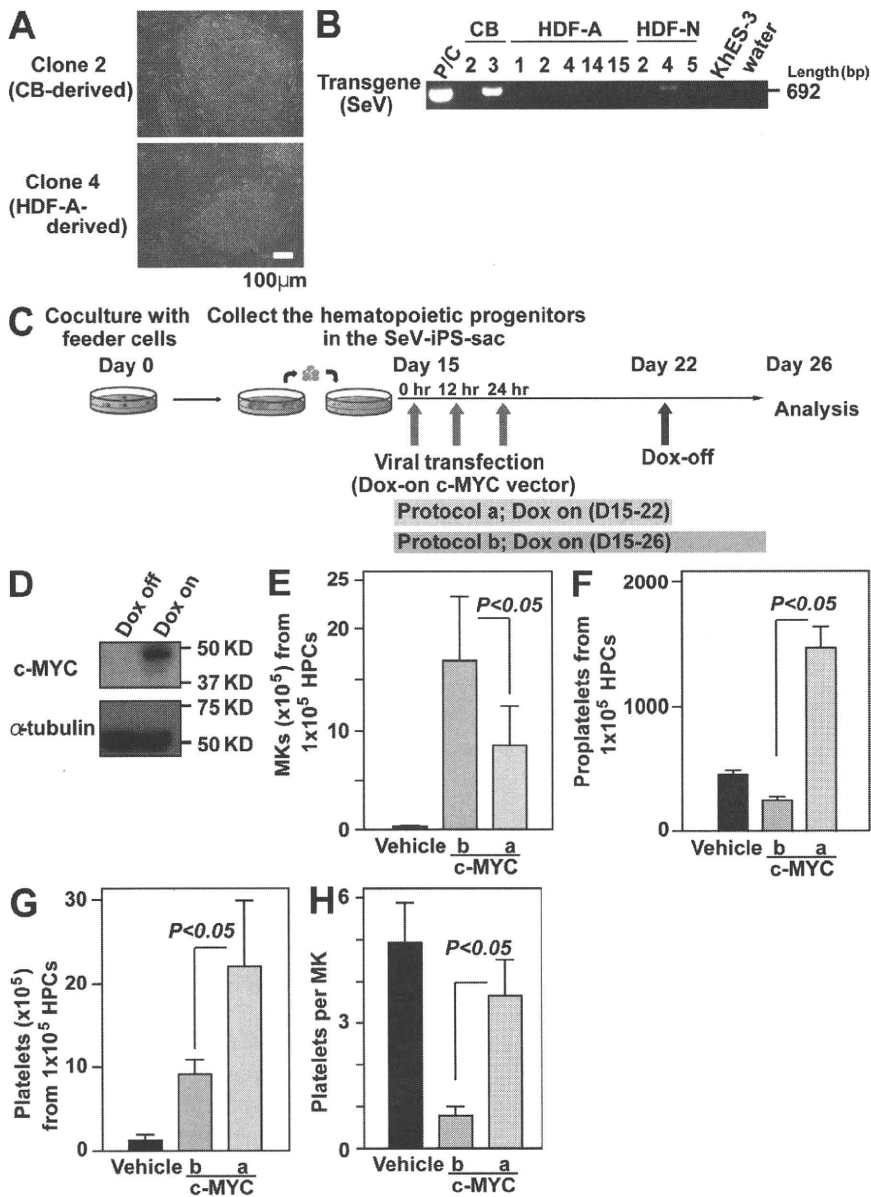 A
Clone 2
(CB-derived)
Clone 4
(HDF-A-
derived)
100μm
B
CB HDF-A HDF-N
P/C 2 3 1 2 4 14 15 2 4 5 KhES-3 water
Transgene
(SeV)
Length (bp)
692
C
Coculture with
feeder cells
Day 0
Collect the hematopoietic progenitors
in the SeV-iPS-sac
Day 15
0 hr 12 hr 24 hr
Day 22
Day 26
Analysis
Viral transfection
(Dox-on c-MYC vector)
Dox-off
Protocol a; Dox on (D15-22)
Protocol b; Dox on (D15-26)
D
Dox off
Dox on
c-MYC
50 KD
37 KD
α-tubulin
75 KD
50 KD
E
MKs (x10⁵) from
1x10⁵ HPCs
25
20
15
10
5
0
P<0.05
Vehicle b a
c-MYC
F
Proplatelets from
1x10⁵ HPCs
2000
1000
0
P<0.05
Vehicle b a
c-MYC
G
Platelets (x10⁵)
from 1x10⁵ HPCs
30
20
10
0
P<0.05
Vehicle b a
c-MYC
H
Platelets per MK
6
3
0
P<0.05
Vehicle b a
c-MYC